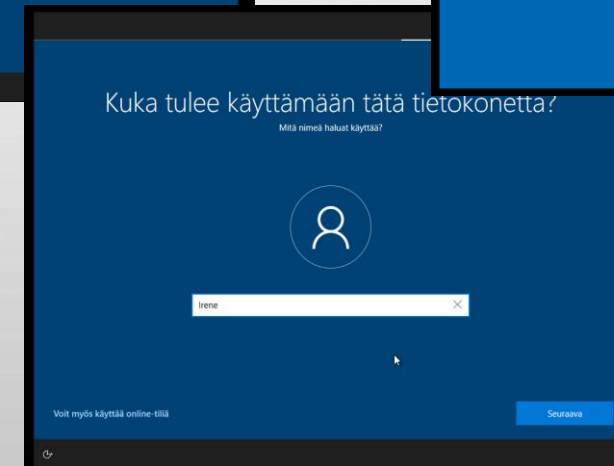 Kuka tulee käyttämään tätä tietokonetta?
Mitä nimeä haluat käyttää?
Irene
Voit myös käyttää online-tiliä
Seuraava